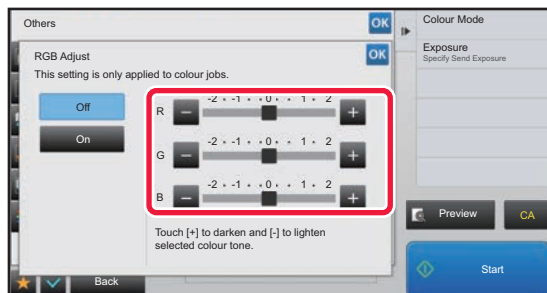 Others
OK
Colour Mode
RGB Adjust
OK
Exposure
Specify Send Exposure
This setting is only applied to colour jobs.
Off
On
R
-2 • -1 • • 0 • • 1 • 2
G
-2 • -1 • • 0 • • 1 • 2
B
-2 • -1 • • 0 • • 1 • 2
Touch [+] to darken and [-] to lighten
selected colour tone.
Preview
CA
Back
Start